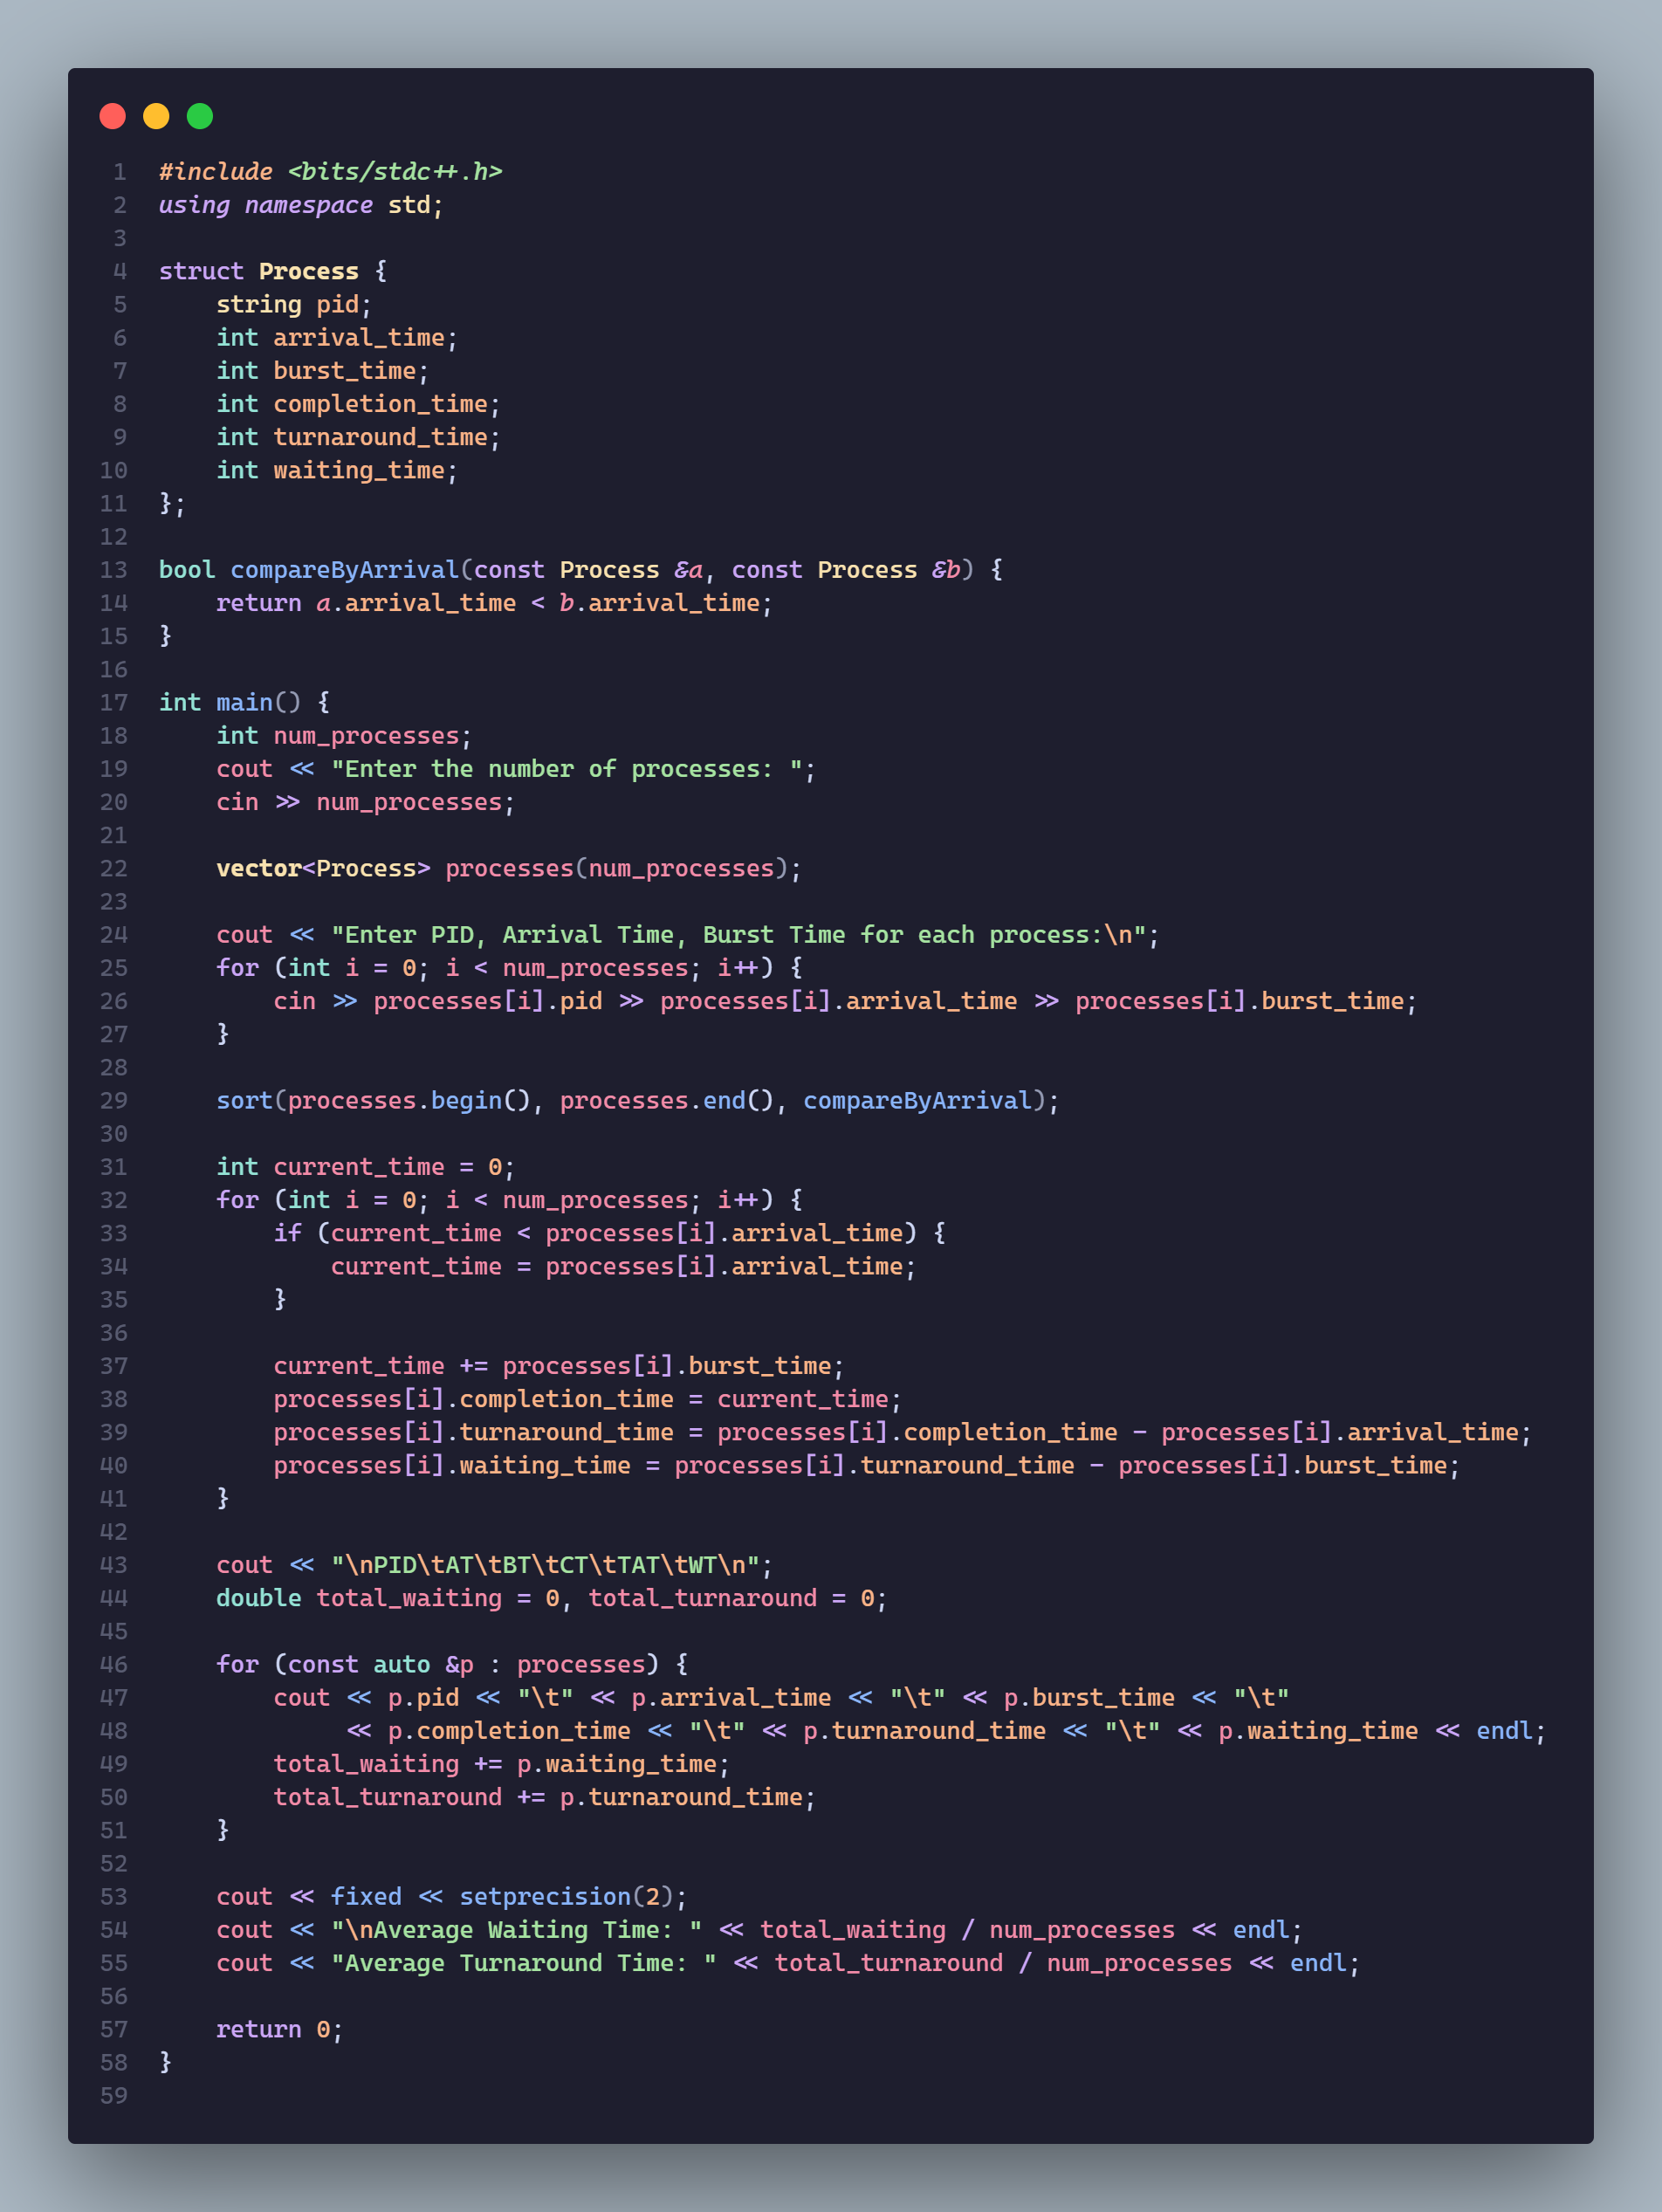 1 #include <bits/stdc++.h>
2 using namespace std;
3
4 struct Process {
5     string pid;
6     int arrival_time;
7     int burst_time;
8     int completion_time;
9     int turnaround_time;
10     int waiting_time;
11 };
12
13 bool compareByArrival(const Process &a, const Process &b) {
14     return a.arrival_time < b.arrival_time;
15 }
16
17 int main() {
18     int num_processes;
19     cout << "Enter the number of processes: ";
20     cin >> num_processes;
21
22     vector<Process> processes(num_processes);
23
24     cout << "Enter PID, Arrival Time, Burst Time for each process:\n";
25     for (int i = 0; i < num_processes; i++) {
26         cin >> processes[i].pid >> processes[i].arrival_time >> processes[i].burst_time;
27     }
28
29     sort(processes.begin(), processes.end(), compareByArrival);
30
31     int current_time = 0;
32     for (int i = 0; i < num_processes; i++) {
33         if (current_time < processes[i].arrival_time) {
34             current_time = processes[i].arrival_time;
35         }
36
37         current_time += processes[i].burst_time;
38         processes[i].completion_time = current_time;
39         processes[i].turnaround_time = processes[i].completion_time - processes[i].arrival_time;
40         processes[i].waiting_time = processes[i].turnaround_time - processes[i].burst_time;
41     }
42
43     cout << "\nPID\tAT\tBT\tCT\tTAT\tWT\n";
44     double total_waiting = 0, total_turnaround = 0;
45
46     for (const auto &p : processes) {
47         cout << p.pid << "\t" << p.arrival_time << "\t" << p.burst_time << "\t"
48              << p.completion_time << "\t" << p.turnaround_time << "\t" << p.waiting_time << endl;
49         total_waiting += p.waiting_time;
50         total_turnaround += p.turnaround_time;
51     }
52
53     cout << fixed << setprecision(2);
54     cout << "\nAverage Waiting Time: " << total_waiting / num_processes << endl;
55     cout << "Average Turnaround Time: " << total_turnaround / num_processes << endl;
56
57     return 0;
58 }
59